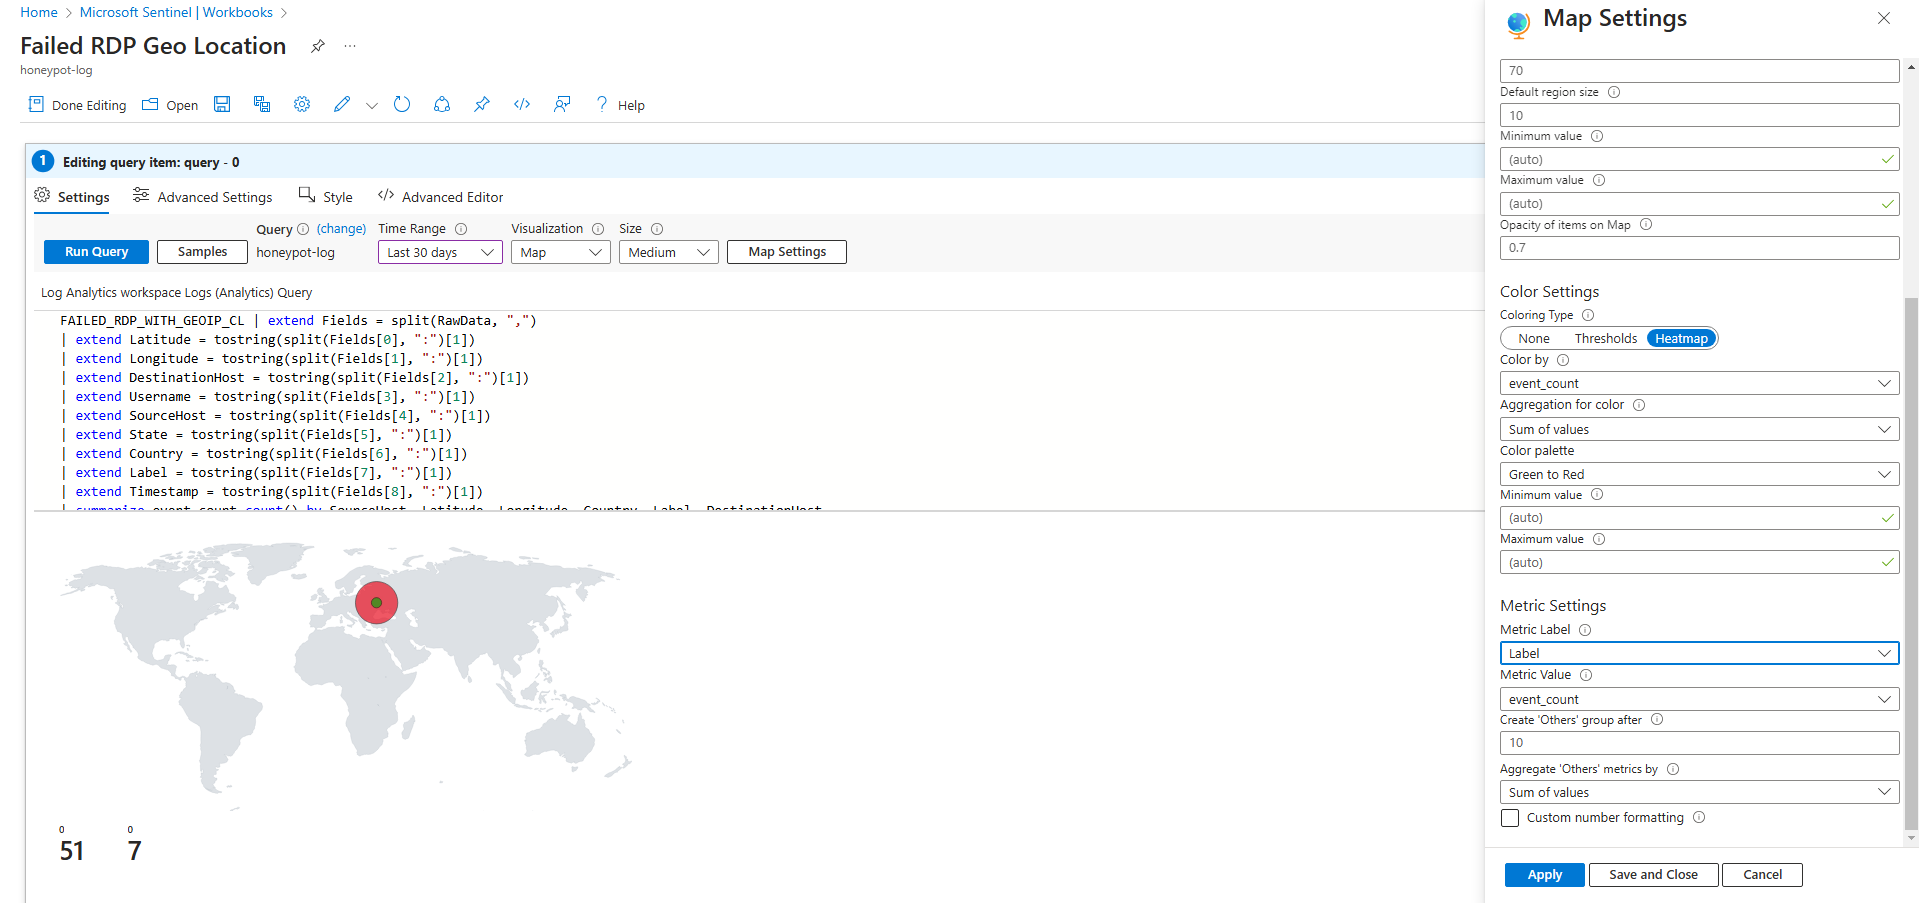 Home > Microsoft Sentinel | Workbooks >
Failed RDP Geo Location ...
honeypot-log
Done Editing Open Help
1 Editing query item: query - 0
Settings Advanced Settings Style Advanced Editor
Query (change) Time Range Visualization Size
Run Query Samples honeypot-log Last 30 days Map Medium Map Settings
Log Analytics workspace Logs (Analytics) Query
FAILED_RDP_WITH_GEOIP_CL | extend Fields = split(RawData, ",")
| extend Latitude = tostring(split(Fields[0], ":")[1])
| extend Longitude = tostring(split(Fields[1], ":")[1])
| extend DestinationHost = tostring(split(Fields[2], ":")[1])
| extend Username = tostring(split(Fields[3], ":")[1])
| extend SourceHost = tostring(split(Fields[4], ":")[1])
| extend State = tostring(split(Fields[5], ":")[1])
| extend Country = tostring(split(Fields[6], ":")[1])
| extend Label = tostring(split(Fields[7], ":")[1])
| extend Timestamp = tostring(split(Fields[8], ":")[1])
| summarize event_count=count() by SourceHost, Latitude, Longitude, Country, Label, DestinationHost
0 0
51 7
Map Settings
70
Default region size
10
Minimum value
(auto)
Maximum value
(auto)
Opacity of items on Map
0.7
Color Settings
Coloring Type
None Thresholds Heatmap
Color by
event_count
Aggregation for color
Sum of values
Color palette
Green to Red
Minimum value
(auto)
Maximum value
(auto)
Metric Settings
Metric Label
Label
Metric Value
event_count
Create 'Others' group after
10
Aggregate 'Others' metrics by
Sum of values
Custom number formatting
Apply Save and Close Cancel